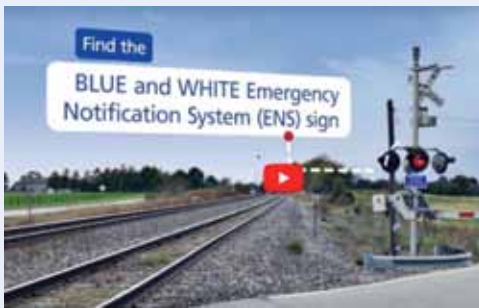 Find the
BLUE and WHITE Emergency
Notification System (ENS) sign